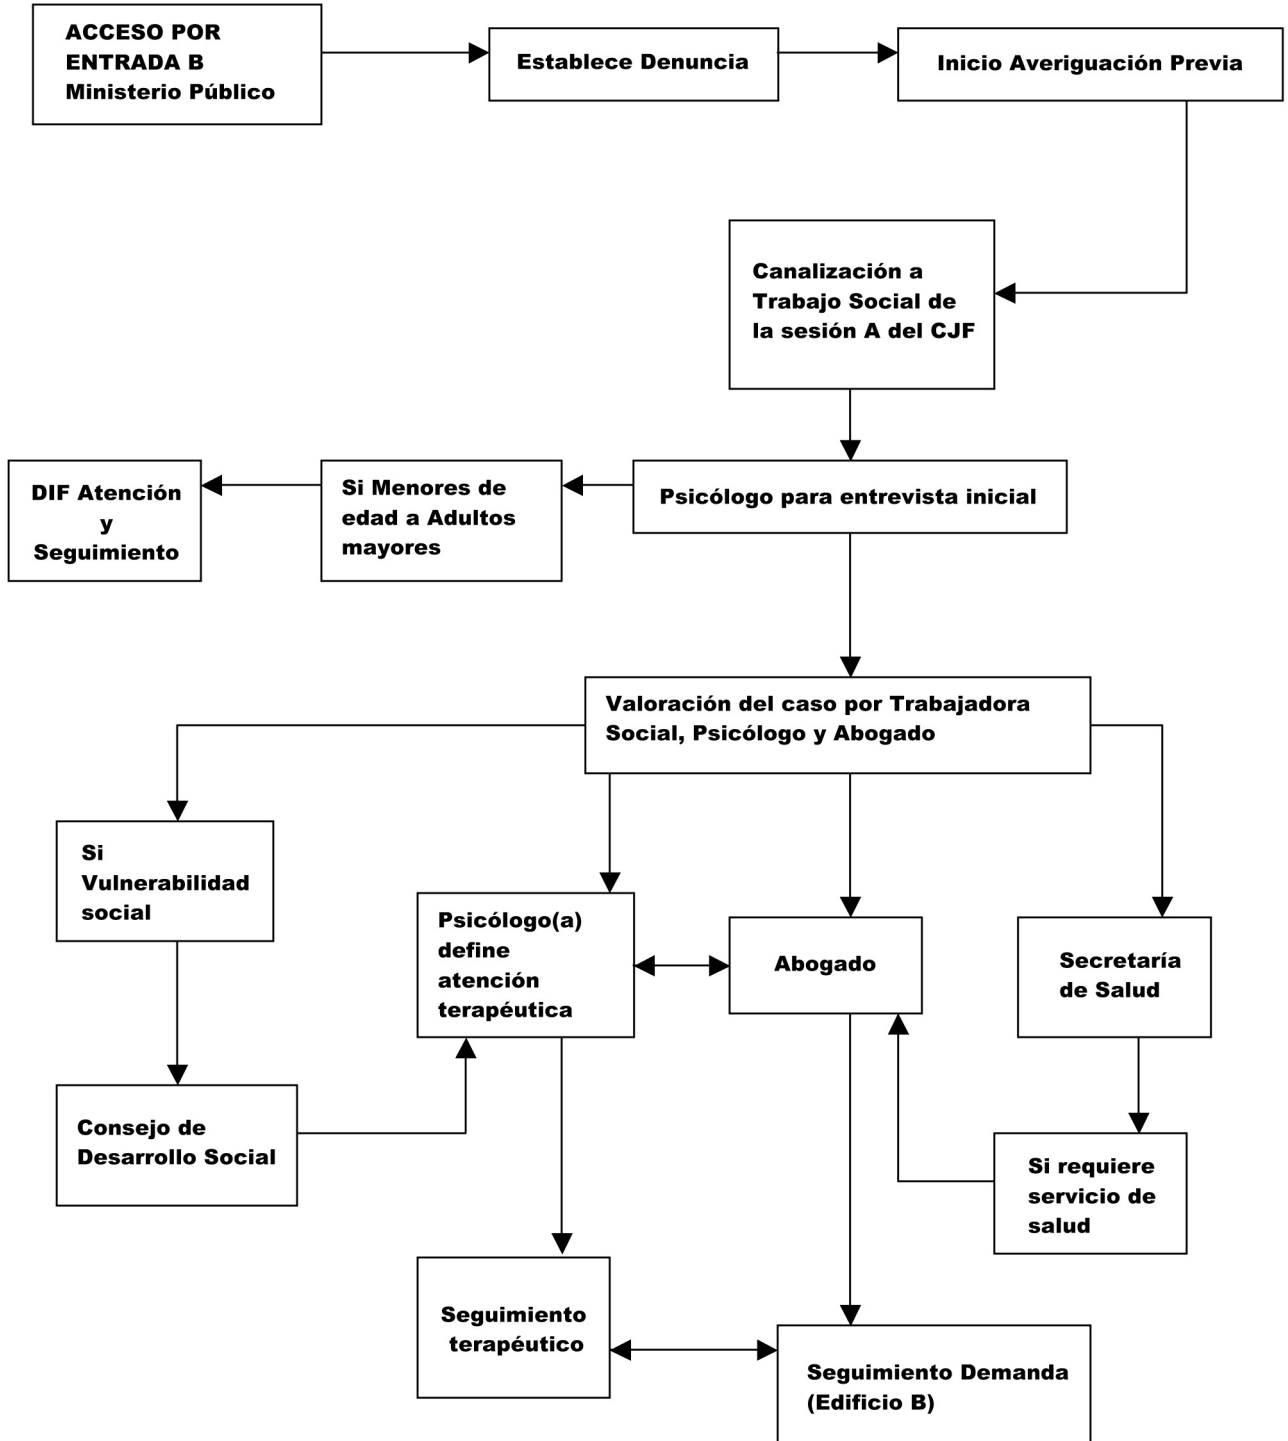 ACCESO POR
ENTRADA B
Ministerio Público
Establece Denuncia
Inicio Averiguación Previa
Canalización a
Trabajo Social de
la sesión A del CJF
DIF Atención
y
Seguimiento
Si Menores de
edad a Adultos
mayores
Psicólogo para entrevista inicial
Valoración del caso por Trabajadora
Social, Psicólogo y Abogado
Si
Vulnerabilidad
social
Psicólogo(a)
define
atención
terapéutica
Abogado
Secretaría
de Salud
Consejo de
Desarrollo Social
Si requiere
servicio de
salud
Seguimiento
terapéutico
Seguimiento Demanda
(Edificio B)